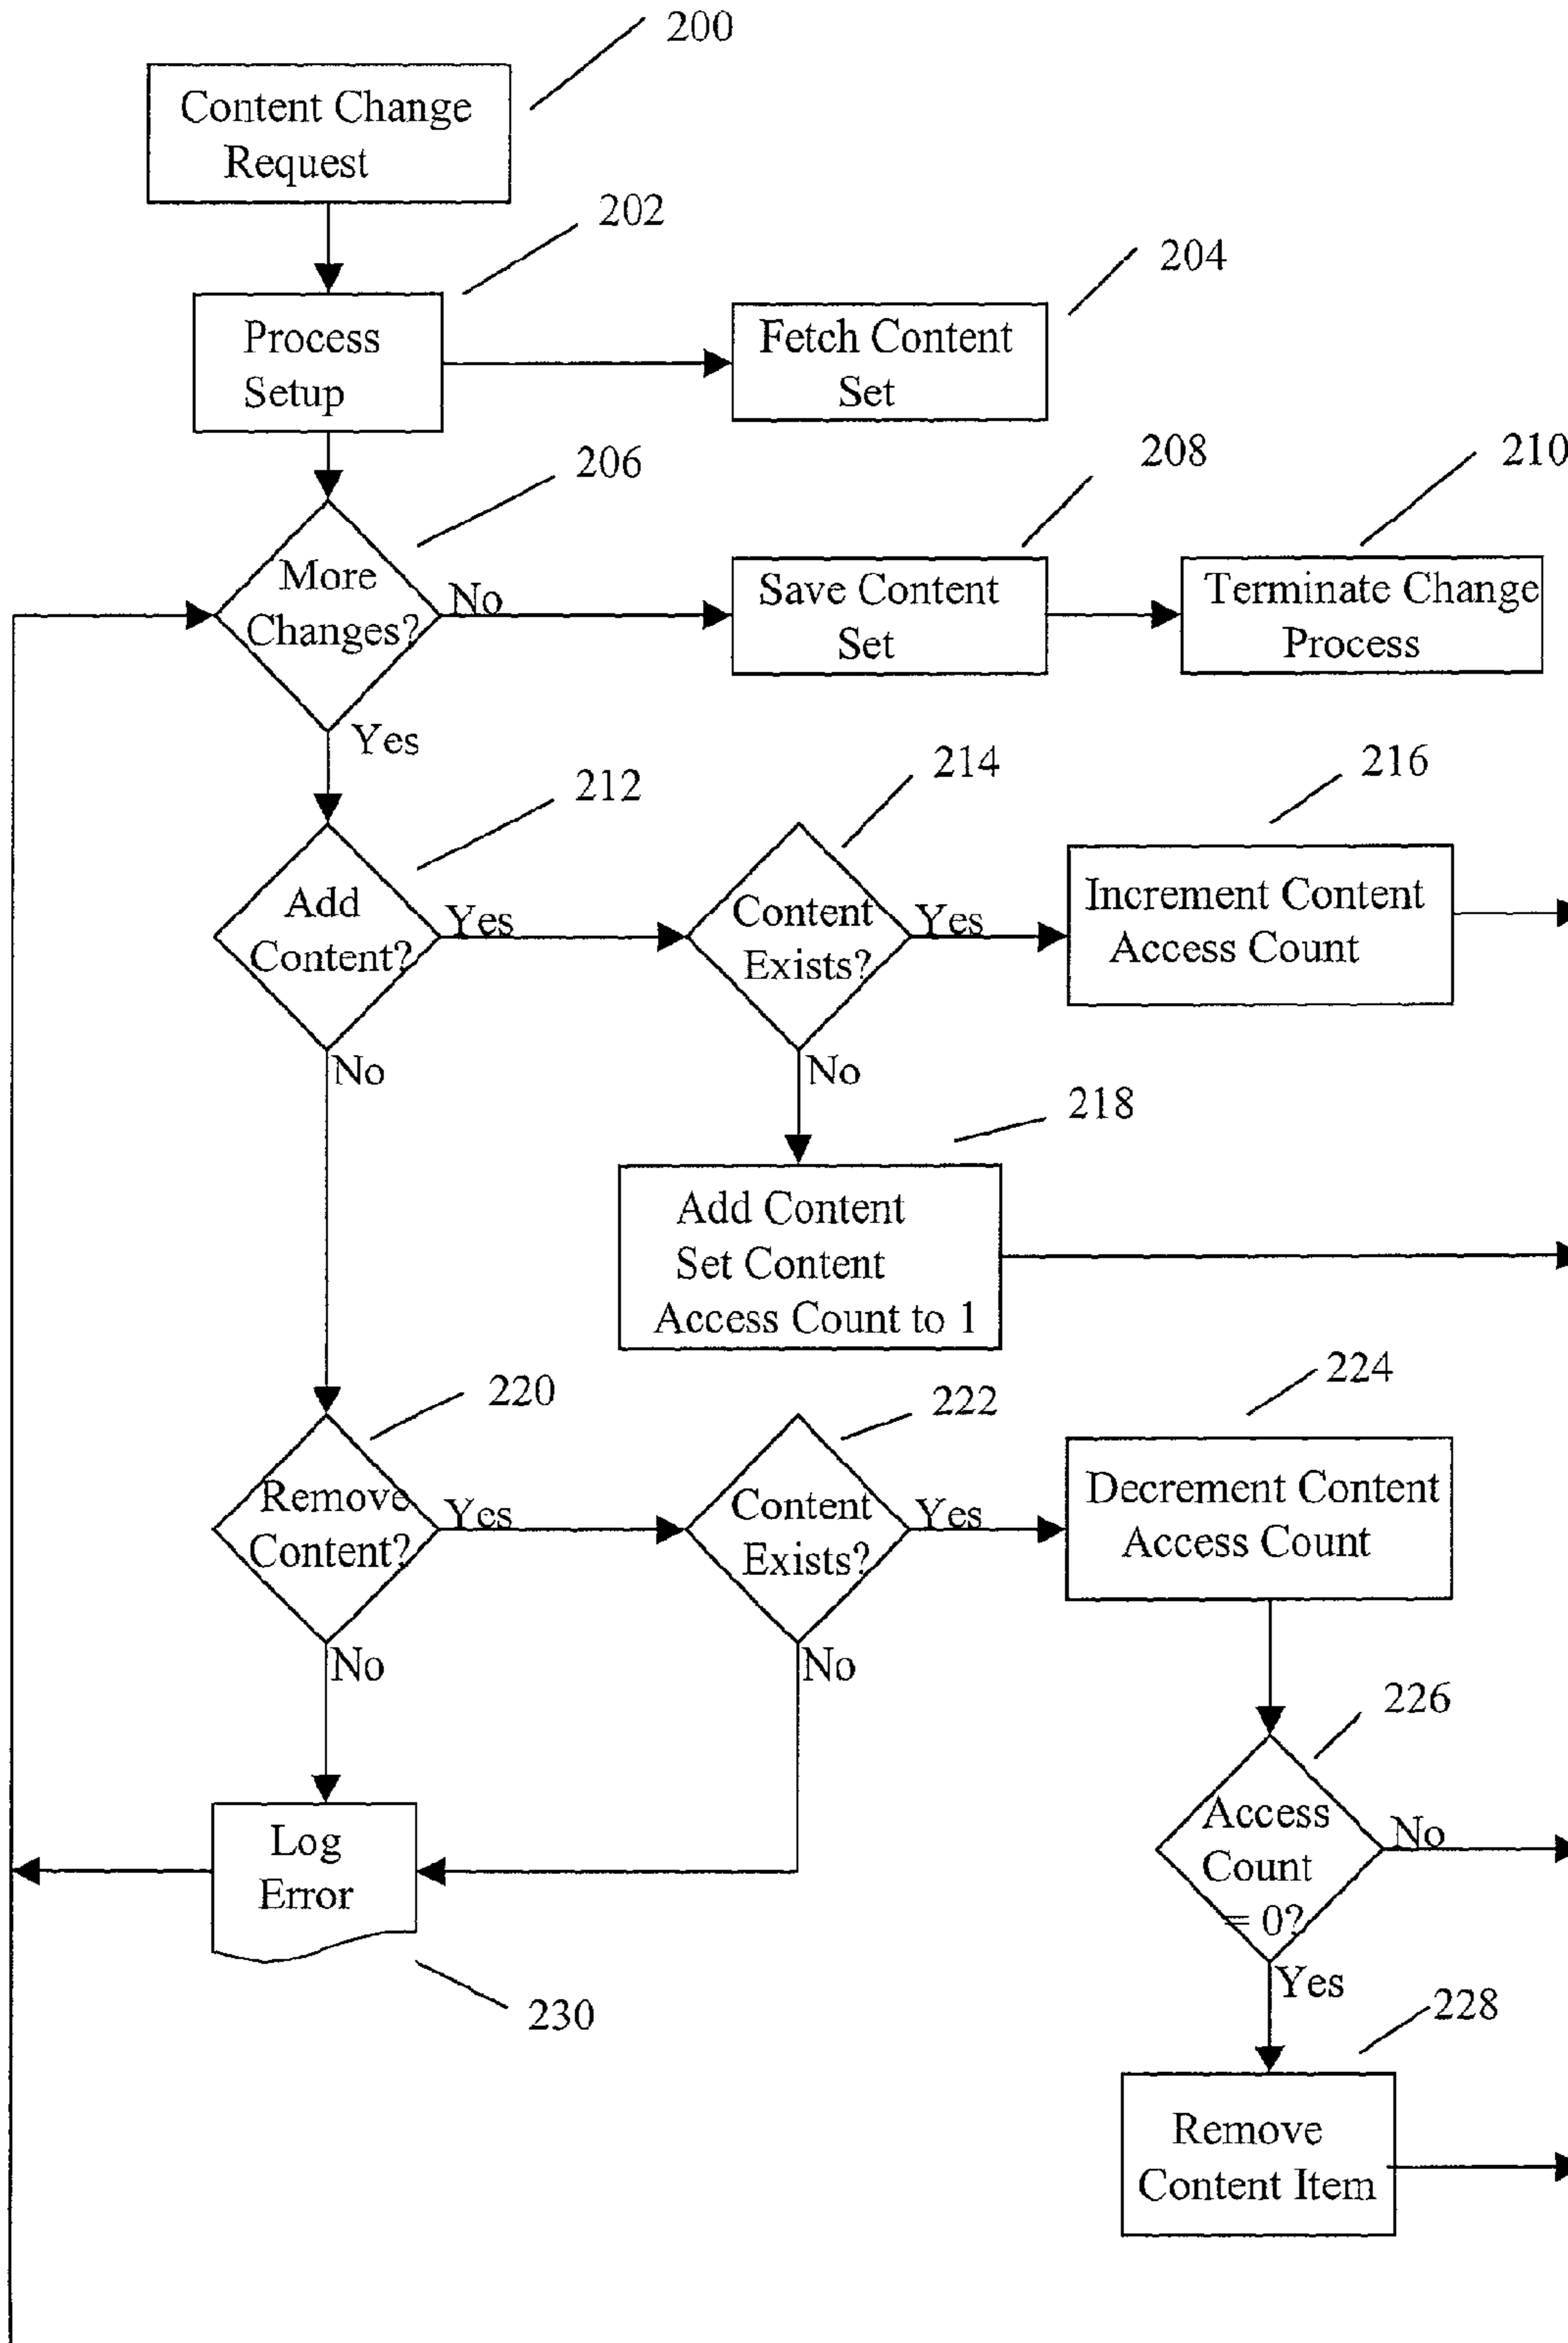 200
Content Change
Request
202
Process
Setup
204
Fetch Content
Set
206
More
Changes?
No
208
Save Content
Set
210
Terminate Change
Process
Yes
212
Add
Content?
Yes
214
Content
Exists?
Yes
216
Increment Content
Access Count
No
No
218
Add Content
Set Content
Access Count to 1
220
Remove
Content?
Yes
222
Content
Exists?
Yes
224
Decrement Content
Access Count
No
No
226
Access
Count
= 0?
No
Log
Error
230
Yes
228
Remove
Content Item